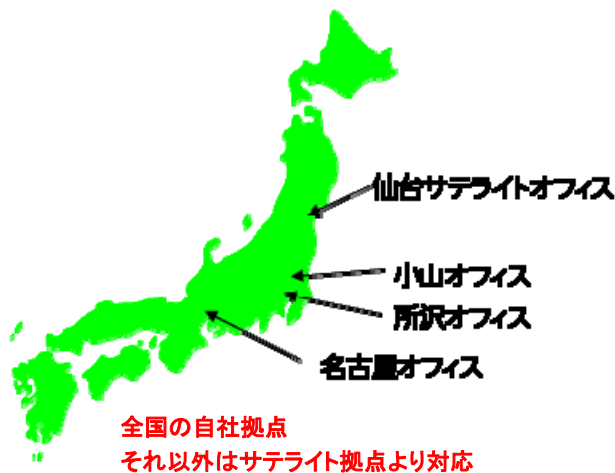 仙台サテライトオフィス
小山オフィス
所沢オフィス
名古屋オフィス
全国の自社拠点
それ以外はサテライト拠点より対応